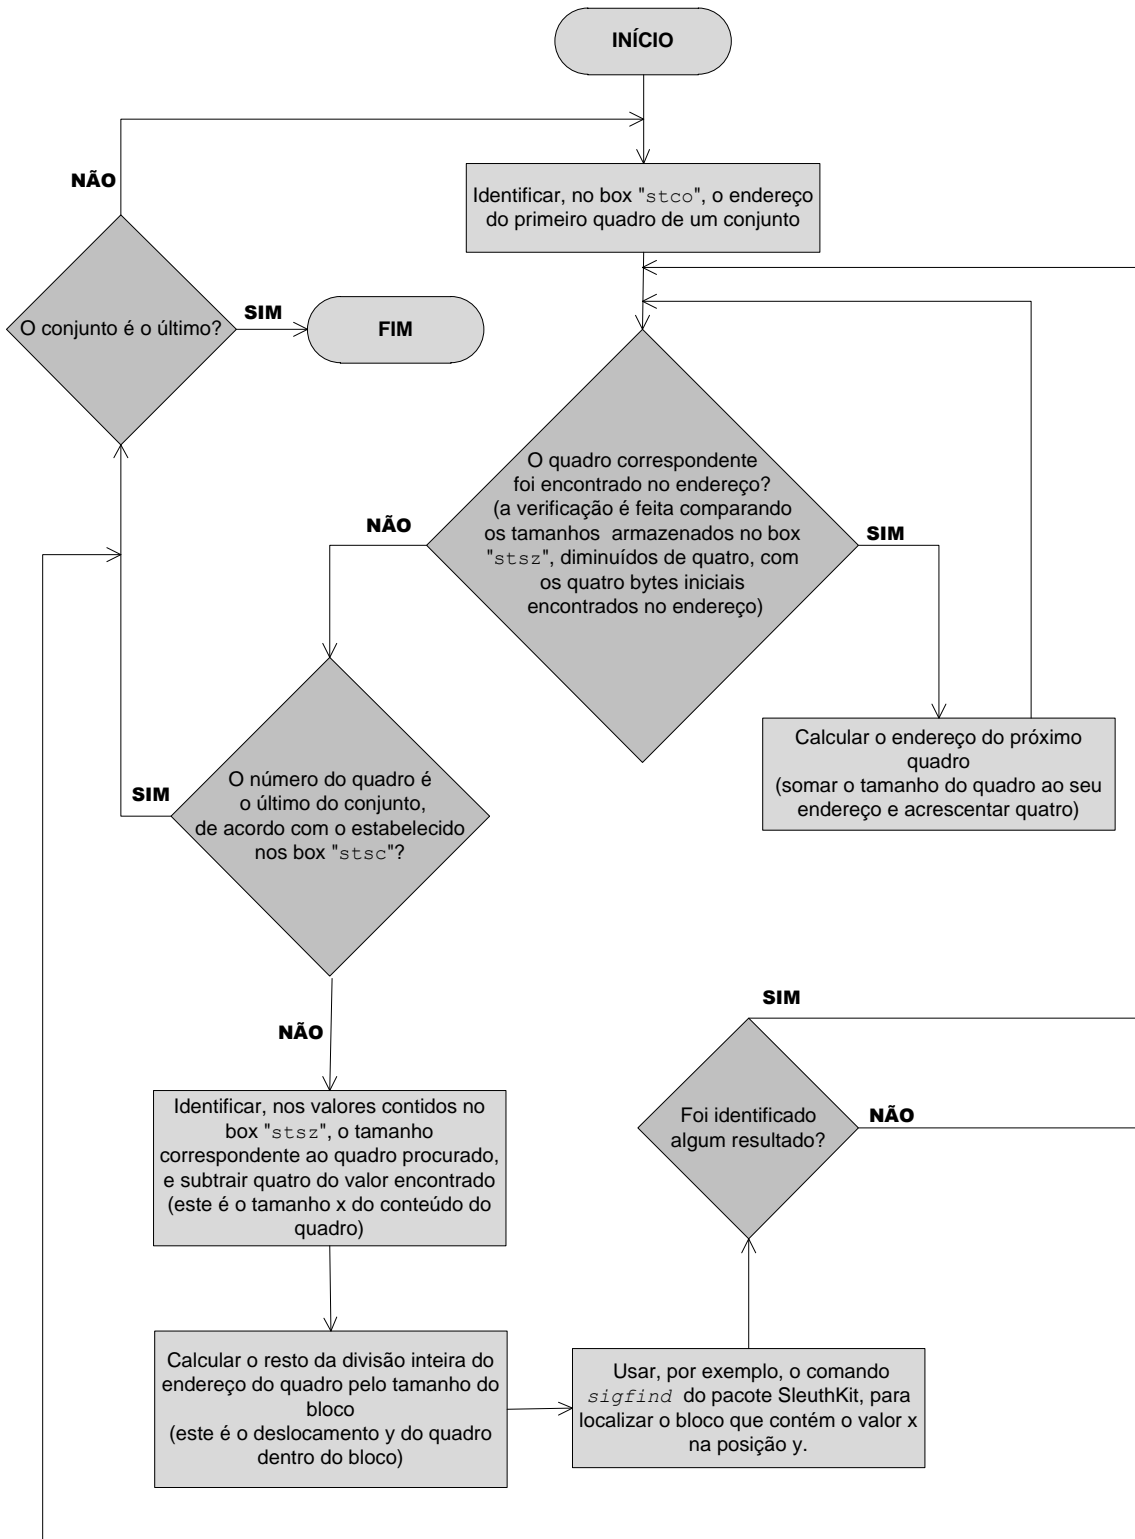 INÍCIO
NÃO
Identificar, no box "stco", o endereço
do primeiro quadro de um conjunto
O conjunto é o último?
SIM
FIM
O quadro correspondente
foi encontrado no endereço?
(a verificação é feita comparando
os tamanhos armazenados no box
"stsz", diminuídos de quatro, com
os quatro bytes iniciais
encontrados no endereço)
NÃO
SIM
Calcular o endereço do próximo
quadro
(somar o tamanho do quadro ao seu
endereço e acrescentar quatro)
O número do quadro é
o último do conjunto,
de acordo com o estabelecido
nos box "stsc"?
SIM
NÃO
Identificar, nos valores contidos no
box "stsz", o tamanho
correspondente ao quadro procurado,
e subtrair quatro do valor encontrado
(este é o tamanho x do conteúdo do
quadro)
Calcular o resto da divisão inteira do
endereço do quadro pelo tamanho do
bloco
(este é o deslocamento y do quadro
dentro do bloco)
Usar, por exemplo, o comando
sigfind do pacote SleuthKit, para
localizar o bloco que contém o valor x
na posição y.
Foi identificado
algum resultado?
SIM
NÃO